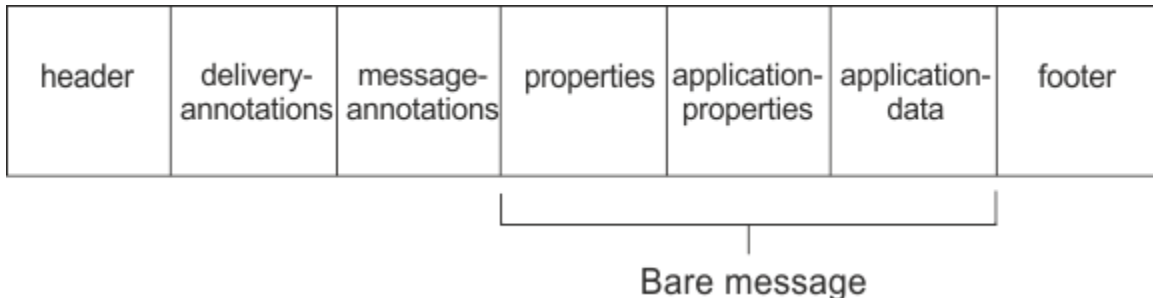 header
delivery-
annotations
message-
annotations
properties
application-
properties
application-
data
footer
Bare message